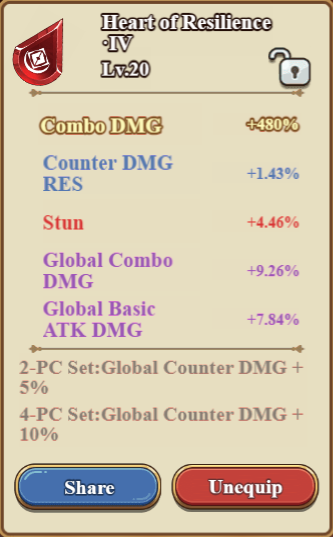 Heart of Resilience
·IV
Lv.20
Combo DMG +480%
Counter DMG
RES +1.43%
Stun +4.46%
Global Combo
DMG +9.26%
Global Basic
ATK DMG +7.84%
2-PC Set:Global Counter DMG +
5%
4-PC Set:Global Counter DMG +
10%
Share Unequip